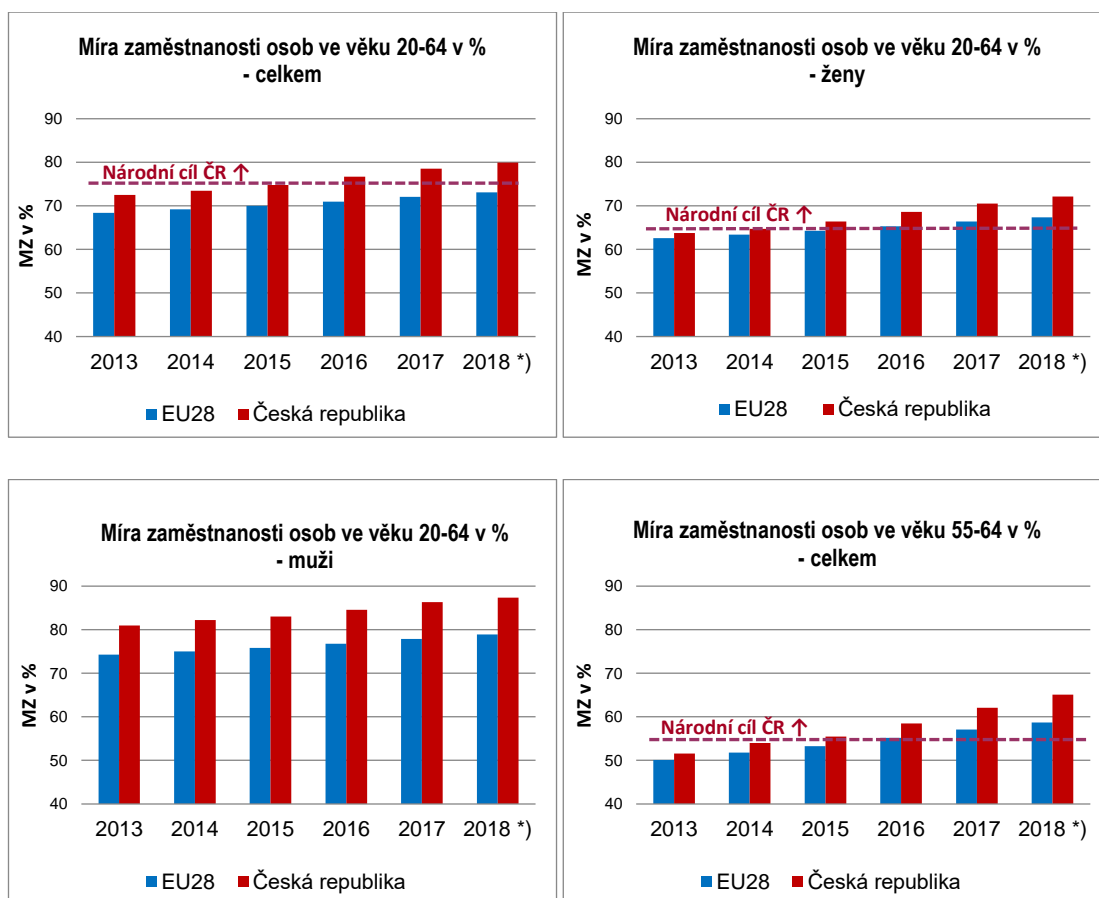 Míra zaměstnanosti osob ve věku 20-64 v %
- celkem
90
80
70
60
50
40
MZ v %
Národní cíl ČR ↑
2013 2014 2015 2016 2017 2018 *)
EU28 Česká republika
Míra zaměstnanosti osob ve věku 20-64 v %
- ženy
90
80
70
60
50
40
MZ v %
Národní cíl ČR ↑
2013 2014 2015 2016 2017 2018 *)
EU28 Česká republika
Míra zaměstnanosti osob ve věku 20-64 v %
- muži
90
80
70
60
50
40
MZ v %
2013 2014 2015 2016 2017 2018 *)
EU28 Česká republika
Míra zaměstnanosti osob ve věku 55-64 v %
- celkem
90
80
70
60
50
40
MZ v %
Národní cíl ČR ↑
2013 2014 2015 2016 2017 2018 *)
EU28 Česká republika